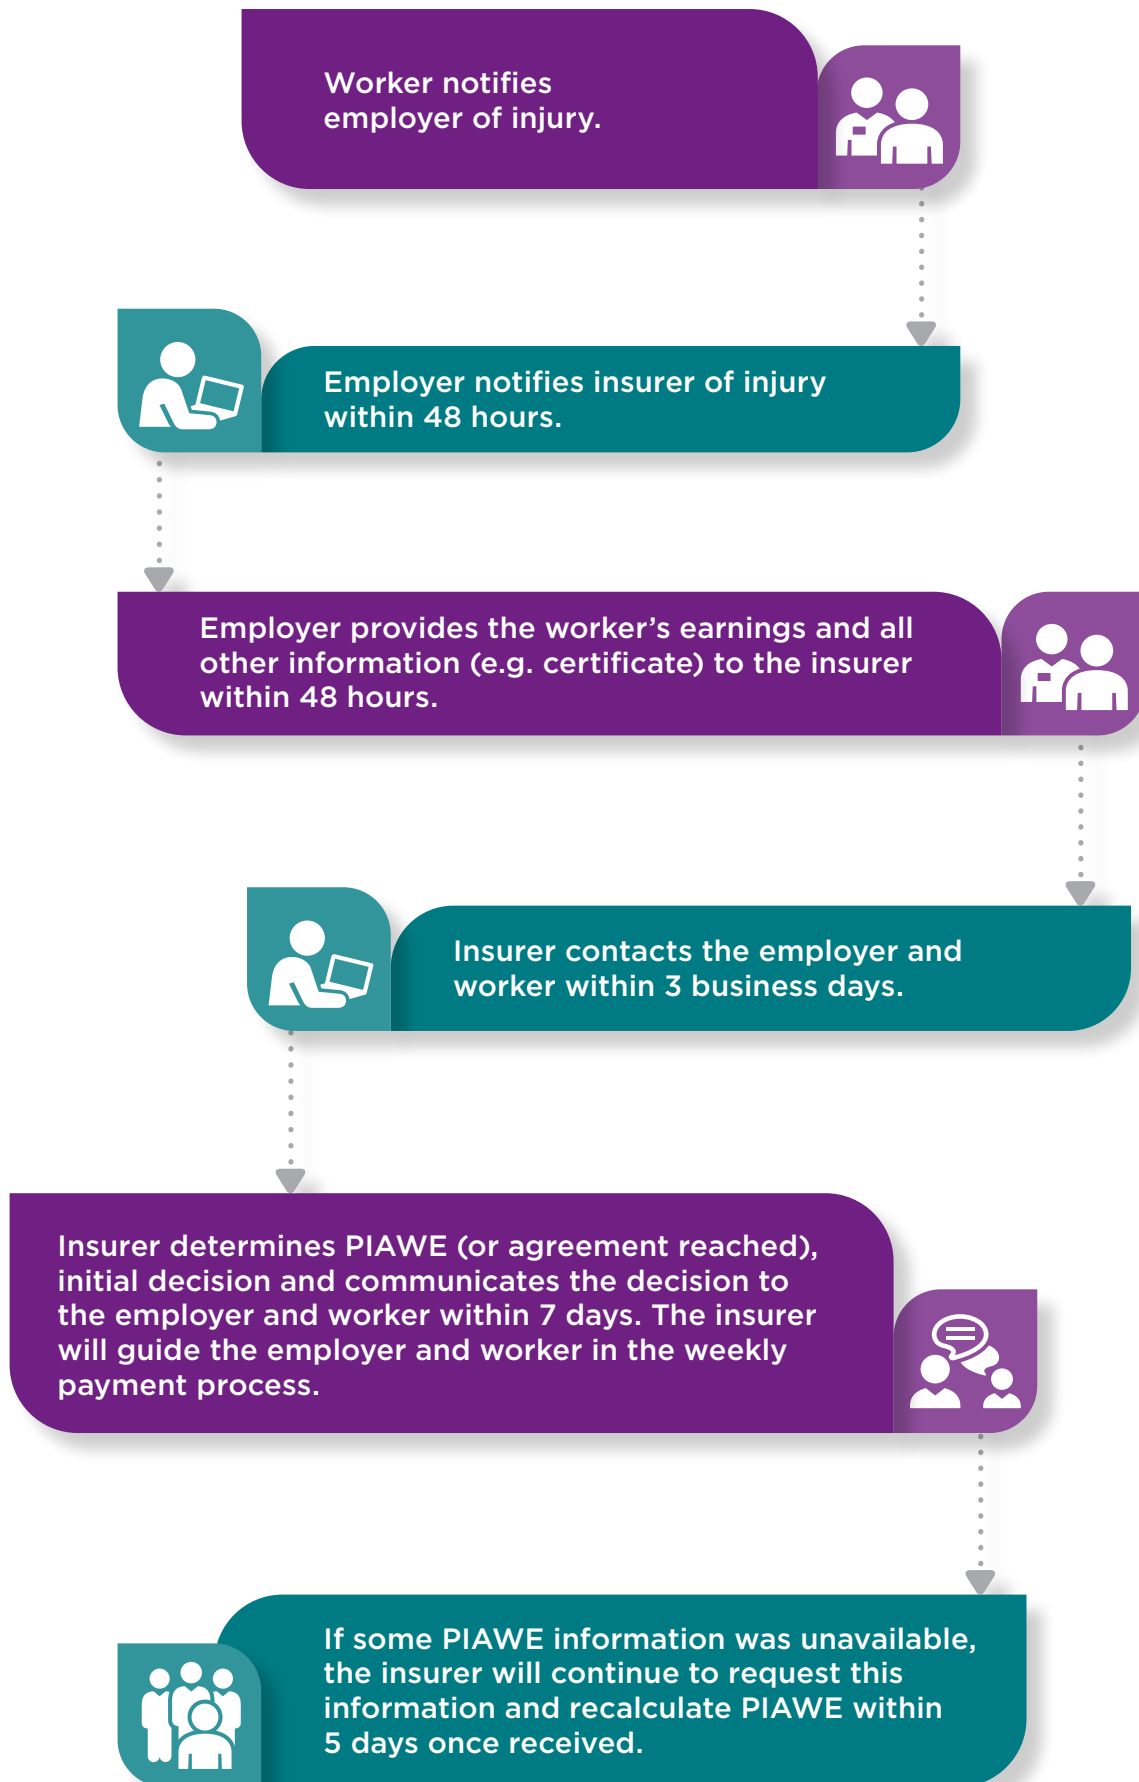 Worker notifies
employer of injury.
Employer notifies insurer of injury
within 48 hours.
Employer provides the worker’s earnings and all
other information (e.g. certificate) to the insurer
within 48 hours.
Insurer contacts the employer and
worker within 3 business days.
Insurer determines PIAWE (or agreement reached),
initial decision and communicates the decision to
the employer and worker within 7 days. The insurer
will guide the employer and worker in the weekly
payment process.
If some PIAWE information was unavailable,
the insurer will continue to request this
information and recalculate PIAWE within
5 days once received.